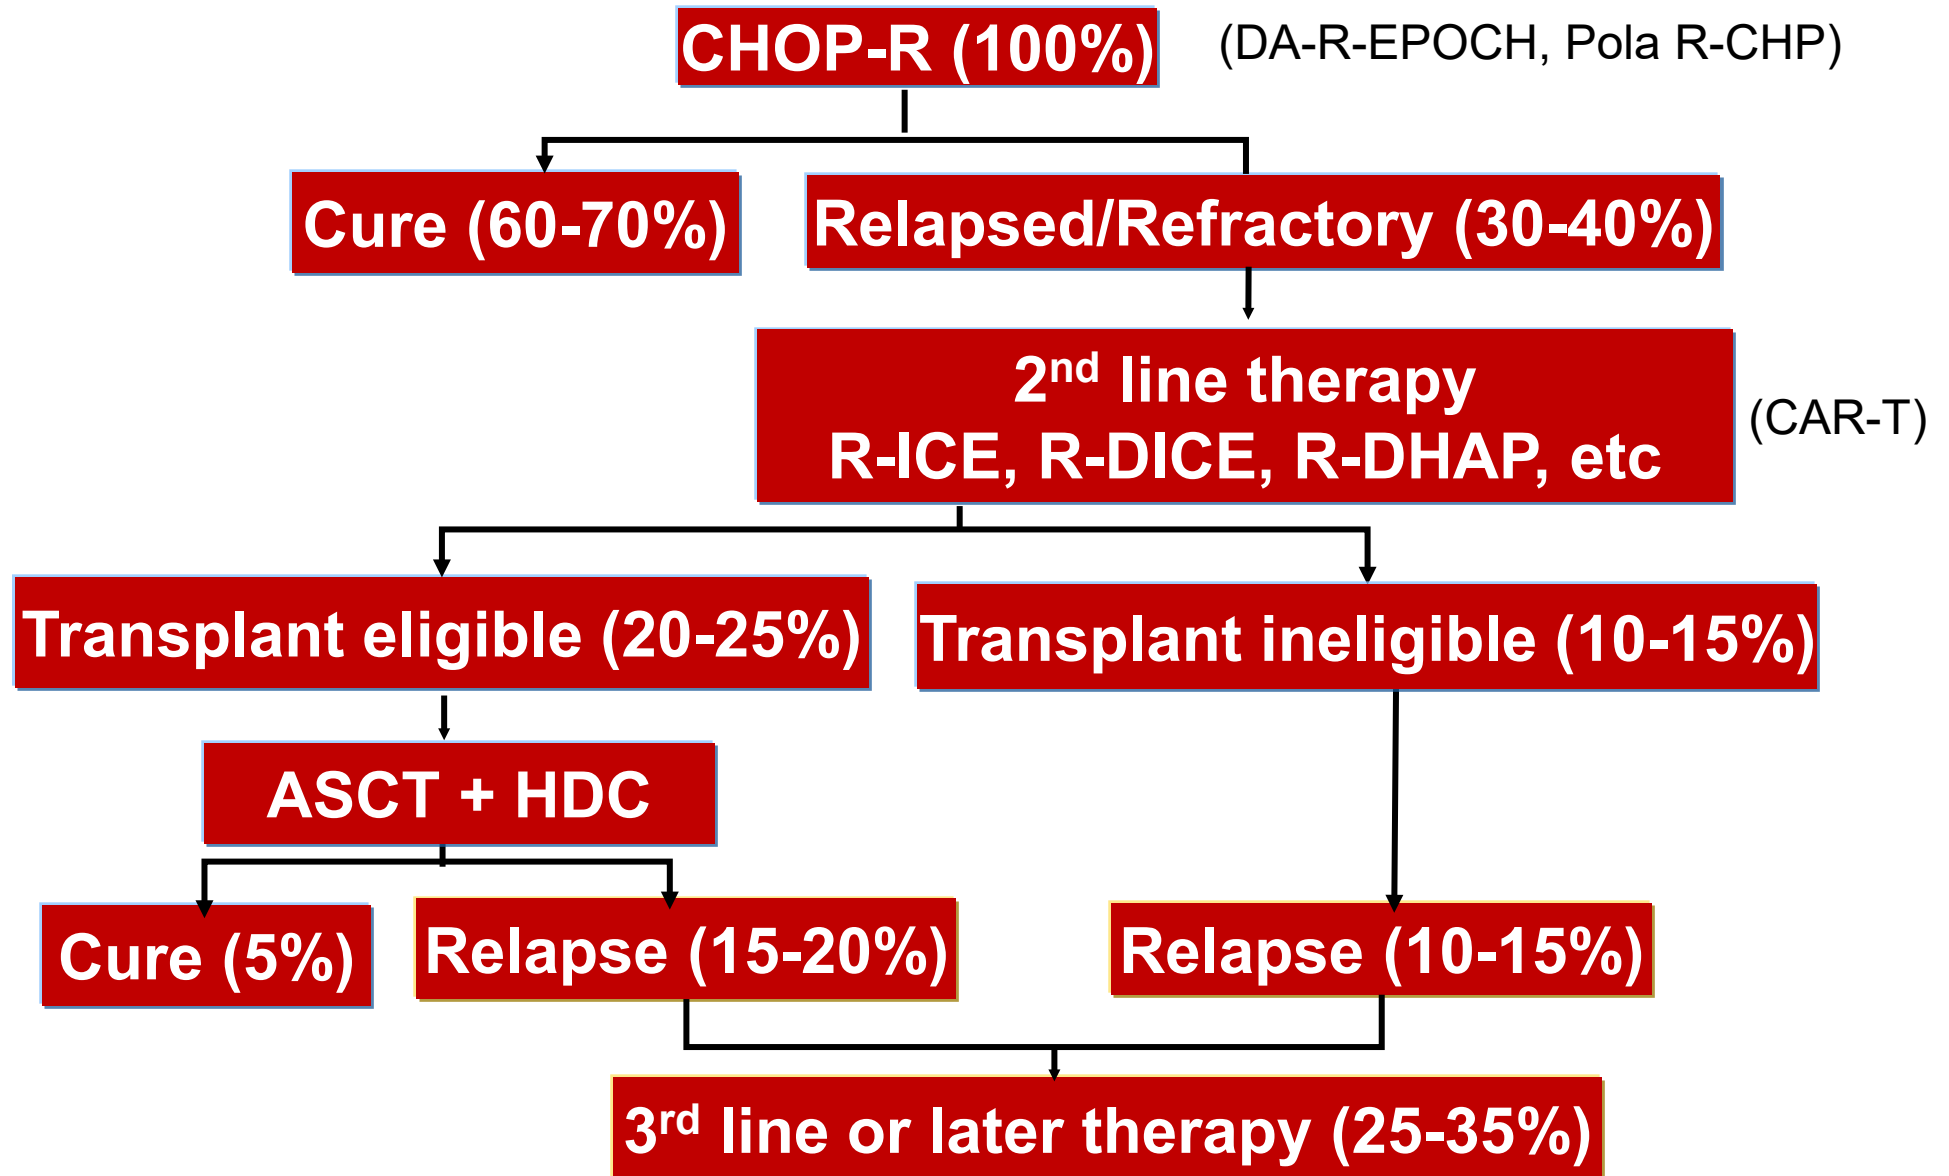 CHOP-R (100%)
(DA-R-EPOCH, Pola R-CHP)
Cure (60-70%)
Relapsed/Refractory (30-40%)
2nd line therapy
R-ICE, R-DICE, R-DHAP, etc
(CAR-T)
Transplant eligible (20-25%)
Transplant ineligible (10-15%)
ASCT + HDC
Cure (5%)
Relapse (15-20%)
Relapse (10-15%)
3rd line or later therapy (25-35%)